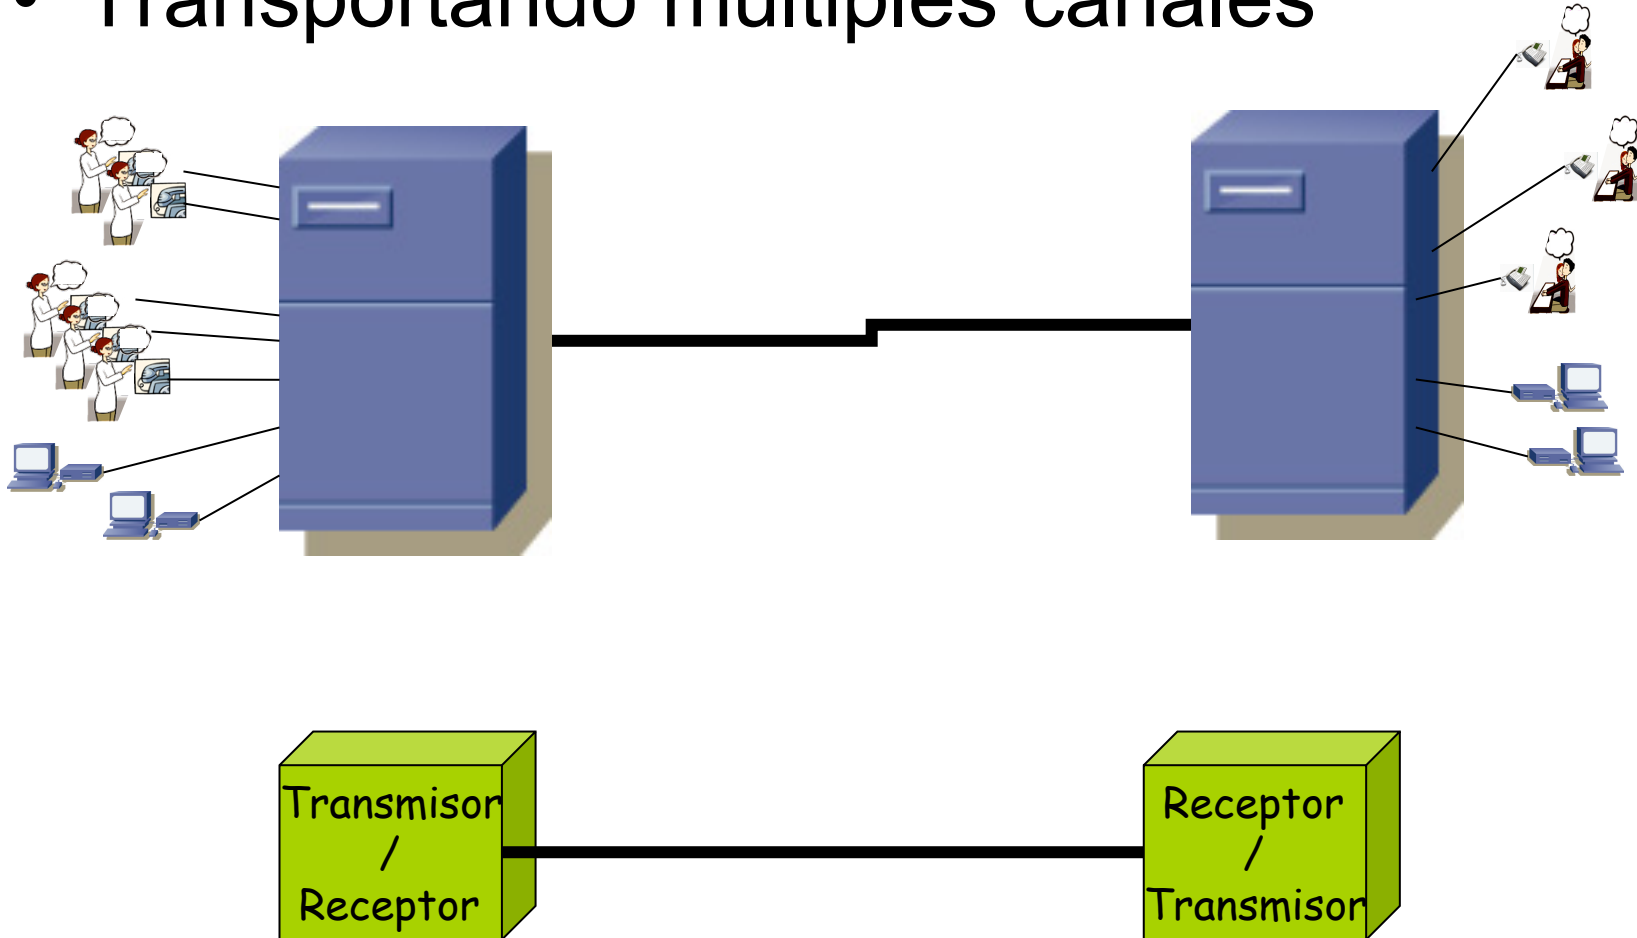 • Transportando múltiples canales
Transmisor
/
Receptor
Receptor
/
Transmisor